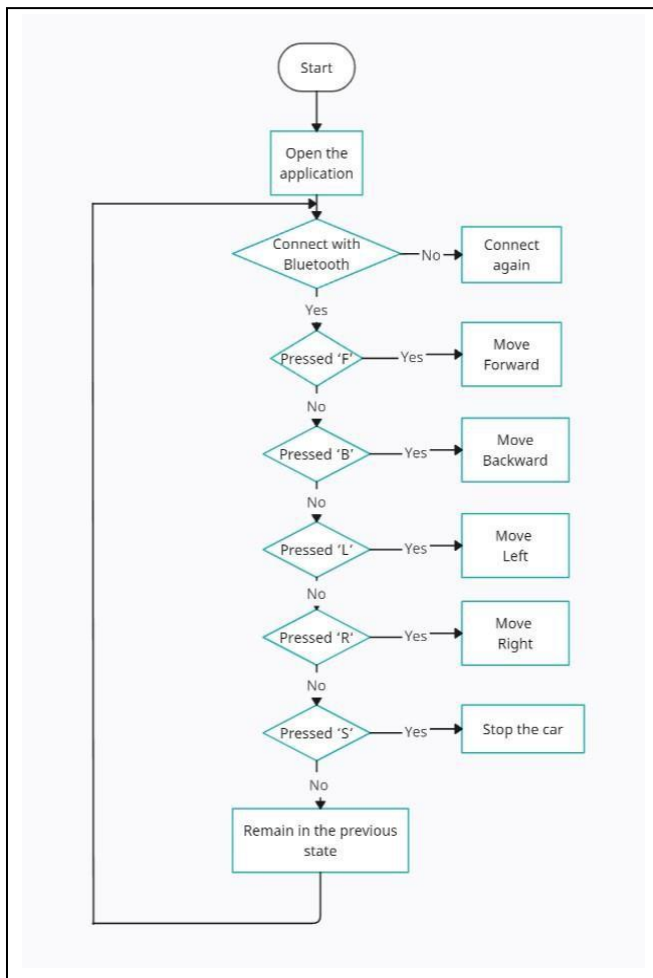 Start
Open the
application
Connect with
Bluetooth
No
Connect
again
Yes
Pressed ‘F’
Yes
Move
Forward
No
Pressed ‘B’
Yes
Move
Backward
No
Pressed ‘L’
Yes
Move
Left
No
Pressed ‘R’
Yes
Move
Right
No
Pressed ‘S’
Yes
Stop the car
No
Remain in the previous
state